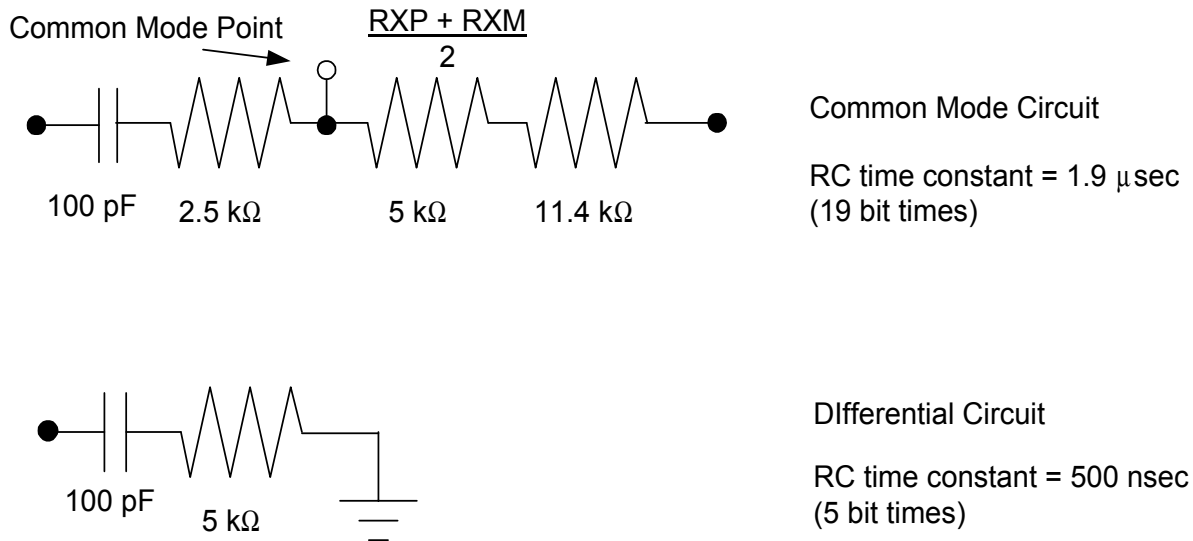 Common Mode Point
RXP + RXM
2
100 pF
2.5 kΩ
5 kΩ
11.4 kΩ
Common Mode Circuit
RC time constant = 1.9 μsec
(19 bit times)
100 pF
5 kΩ
DIfferential Circuit
RC time constant = 500 nsec
(5 bit times)